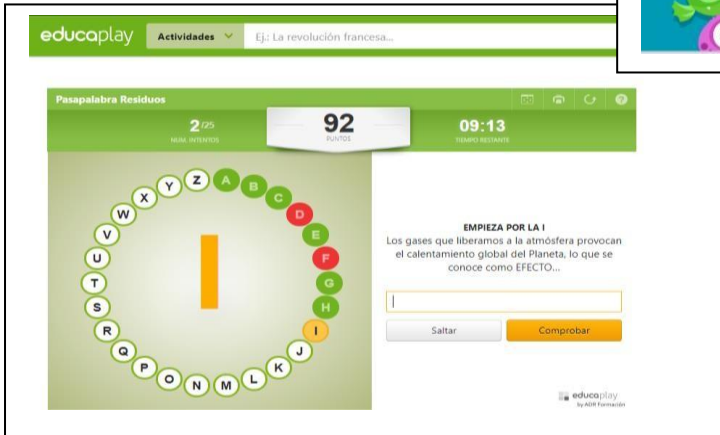 educaplay Actividades Ej.: La revolución francesa...
Pasapalabra Residuos
2/25 92 09:13
NUM. INTENTOS PUNTOS TIEMPO RESTANTE
A
B
C
D
E
F
G
H
I
J
K
L
M
N
O
P
Q
R
S
T
U
V
W
X
Y
Z
I
EMPIEZA POR LA I
Los gases que liberamos a la atmósfera provocan
el calentamiento global del Planeta, lo que se
conoce como EFECTO...
Saltar Comprobar
educaplay
by ADR Formación